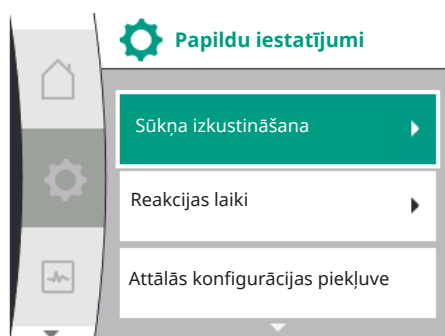 Papildu iestatījumi
Sūkņa izkustināšana
Reakcijas laiki
Attālās konfigurācijas piekļuve